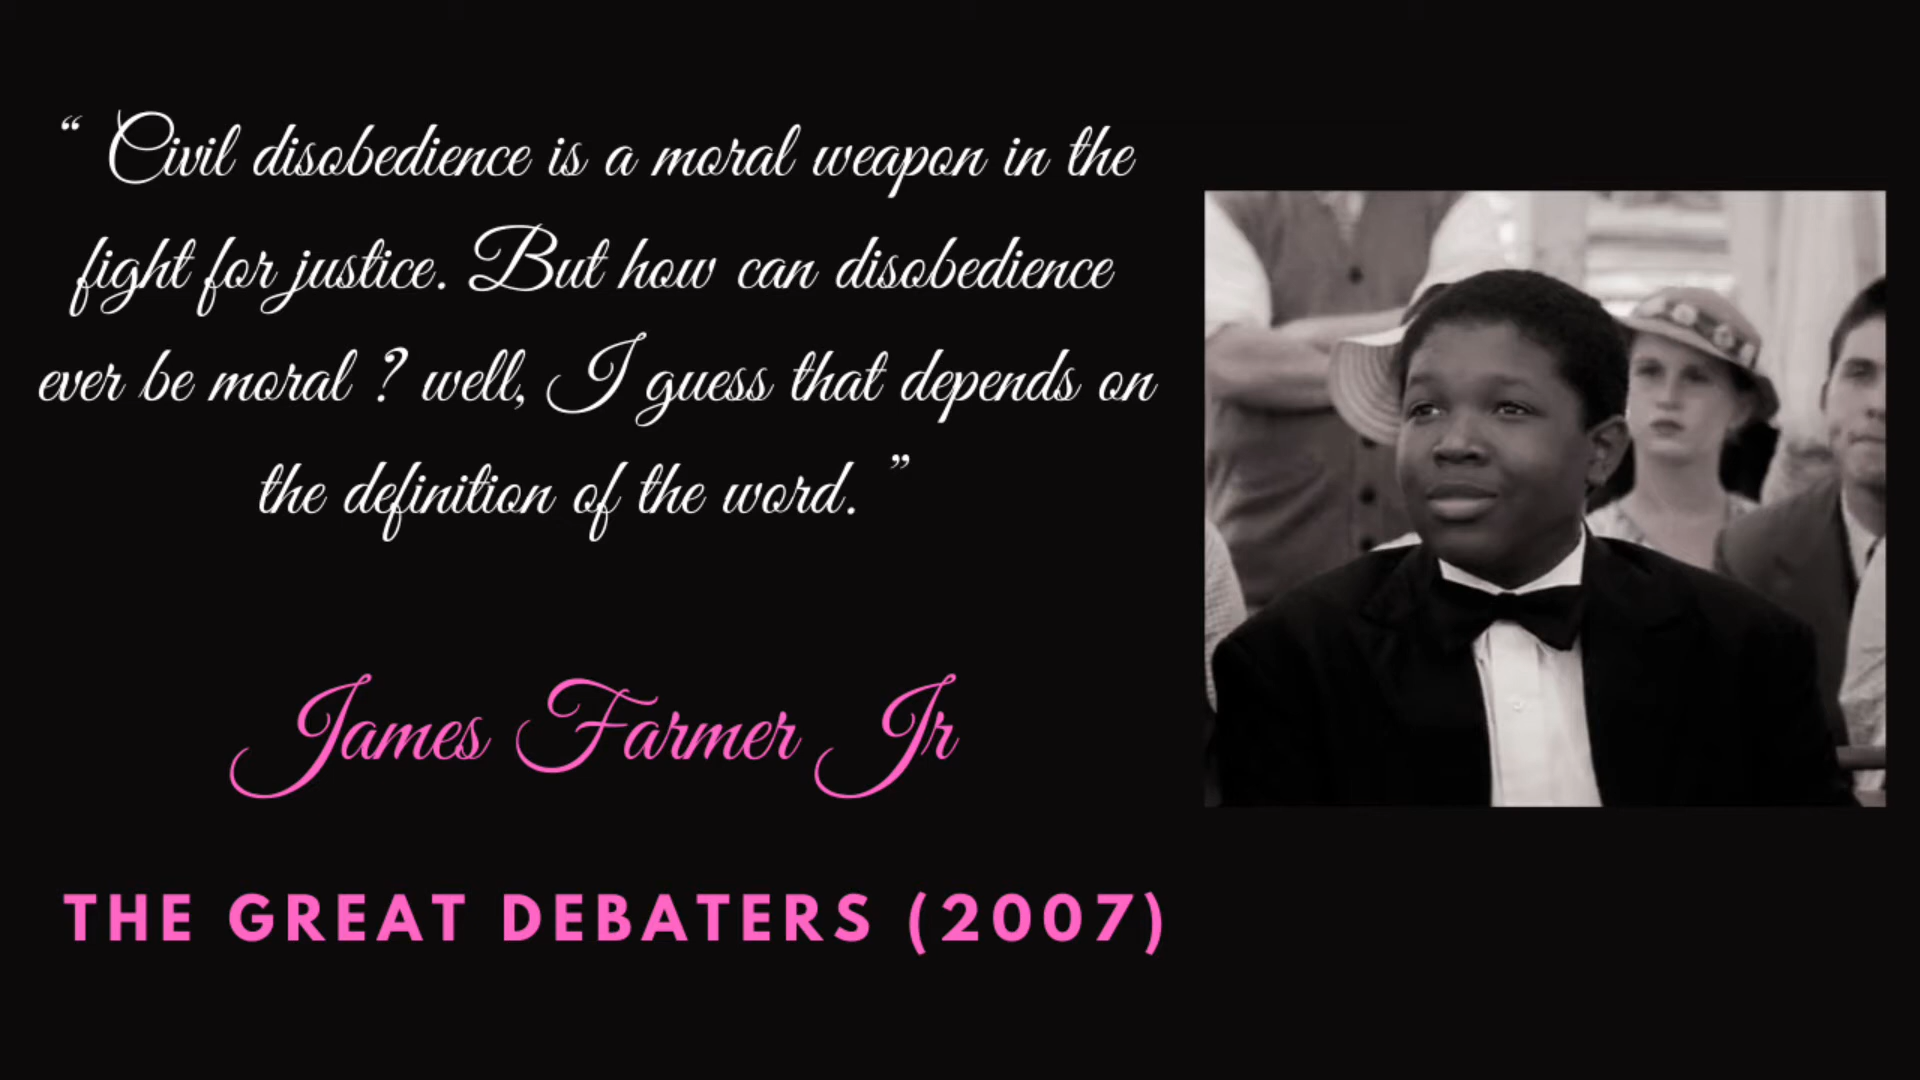 “ Civil disobedience is a moral weapon in the
fight for justice. But how can disobedience
ever be moral ? well, I guess that depends on
the definition of the word. ”
James Farmer Jr
THE GREAT DEBATERS (2007)